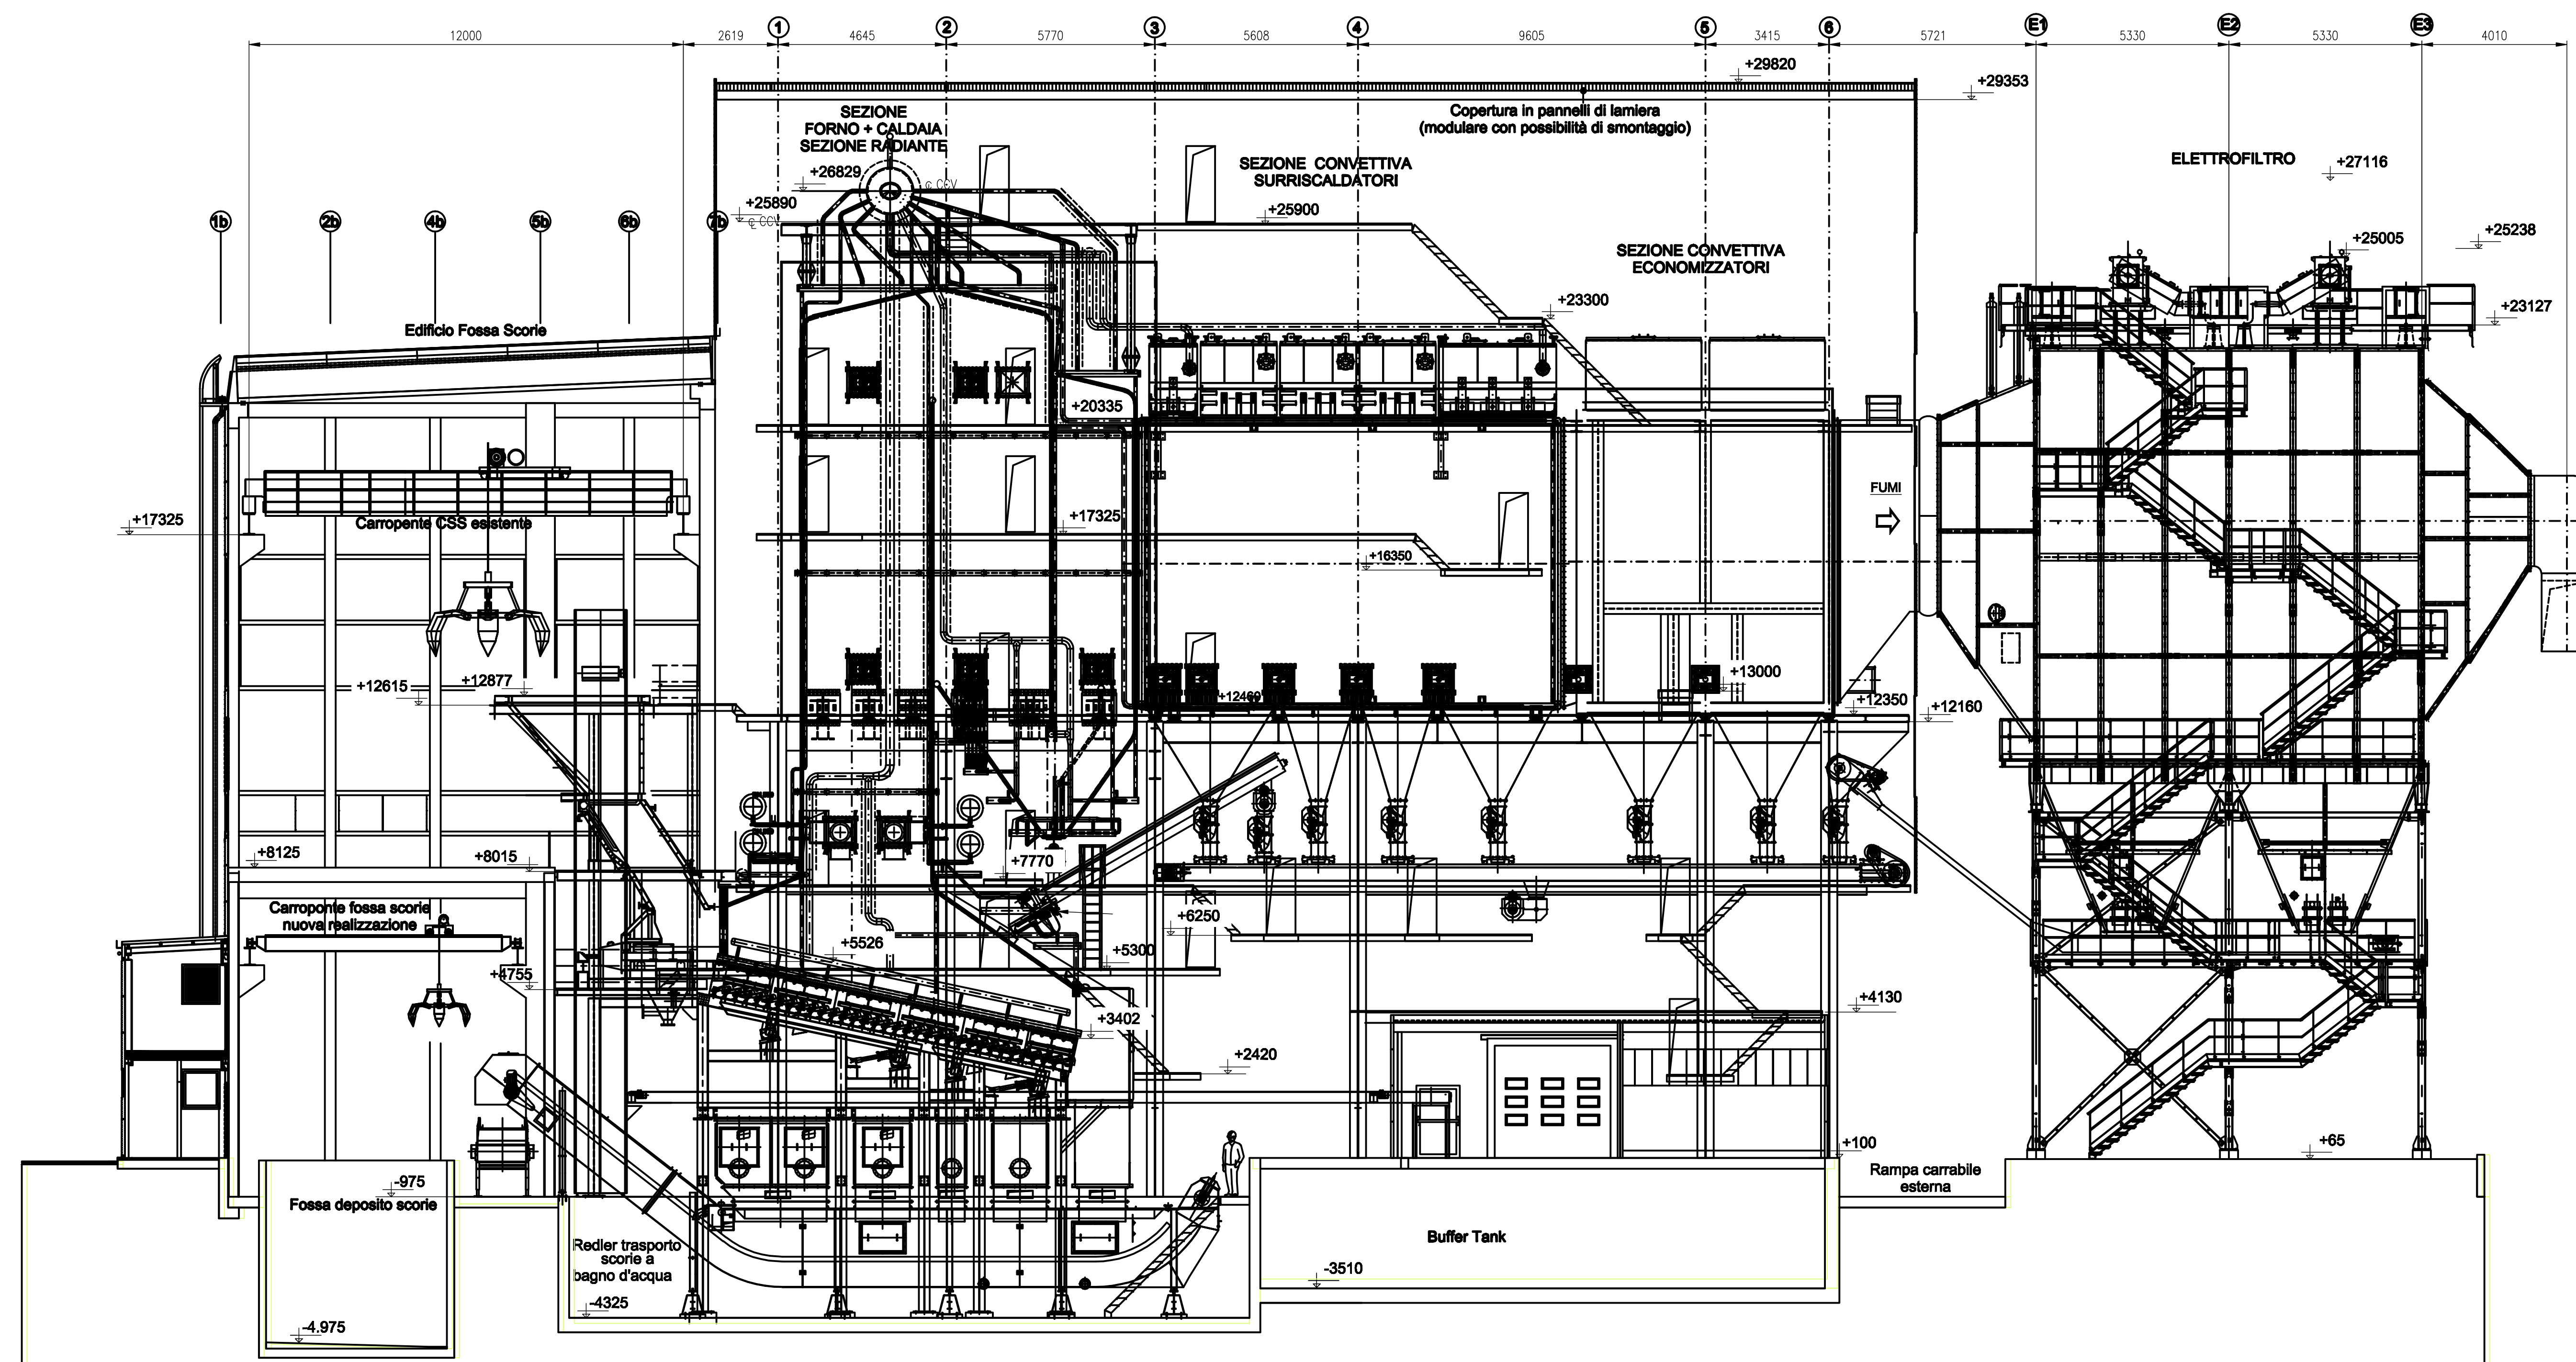 1
2
3
4
5
6
E1
E2
E3
12000
2619
4645
5770
5608
9605
3415
5721
5330
5330
4010
+29820
+29353
SEZIONE
FORNO + CALDAIA
SEZIONE RADIANTE
Copertura in pannelli di lamiera
(modulare con possibilità di smontaggio)
SEZIONE CONVETTIVA
SURRISCALDATORI
ELETTROFILTRO
+27116
+26829
℄ CCV
+25890
℄ CCV
+25900
1b
2b
4b
5b
6b
7b
SEZIONE CONVETTIVA
ECONOMIZZATORI
+25005
+25238
+23300
+23127
Edificio Fossa Scorie
+20335
FUMI
Carropente CSS esistente
+17325
+17325
+16350
+12615
+12877
+12460
+13000
+12350
+12160
+8125
+8015
+7770
Carroponte fossa scorie
nuova realizzazione
+6250
+5526
+5300
+4755
+4130
+3402
+2420
+100
+65
Rampa carrabile
esterna
-975
Fossa deposito scorie
Redler trasporto
scorie a
bagno d'acqua
Buffer Tank
-3510
-4325
-4.975